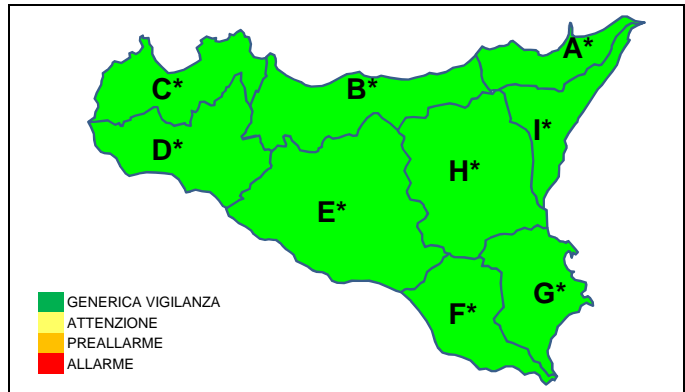 A*
C*
B*
I*
D*
H*
E*
G*
F*
GENERICA VIGILANZA
ATTENZIONE
PREALLARME
ALLARME